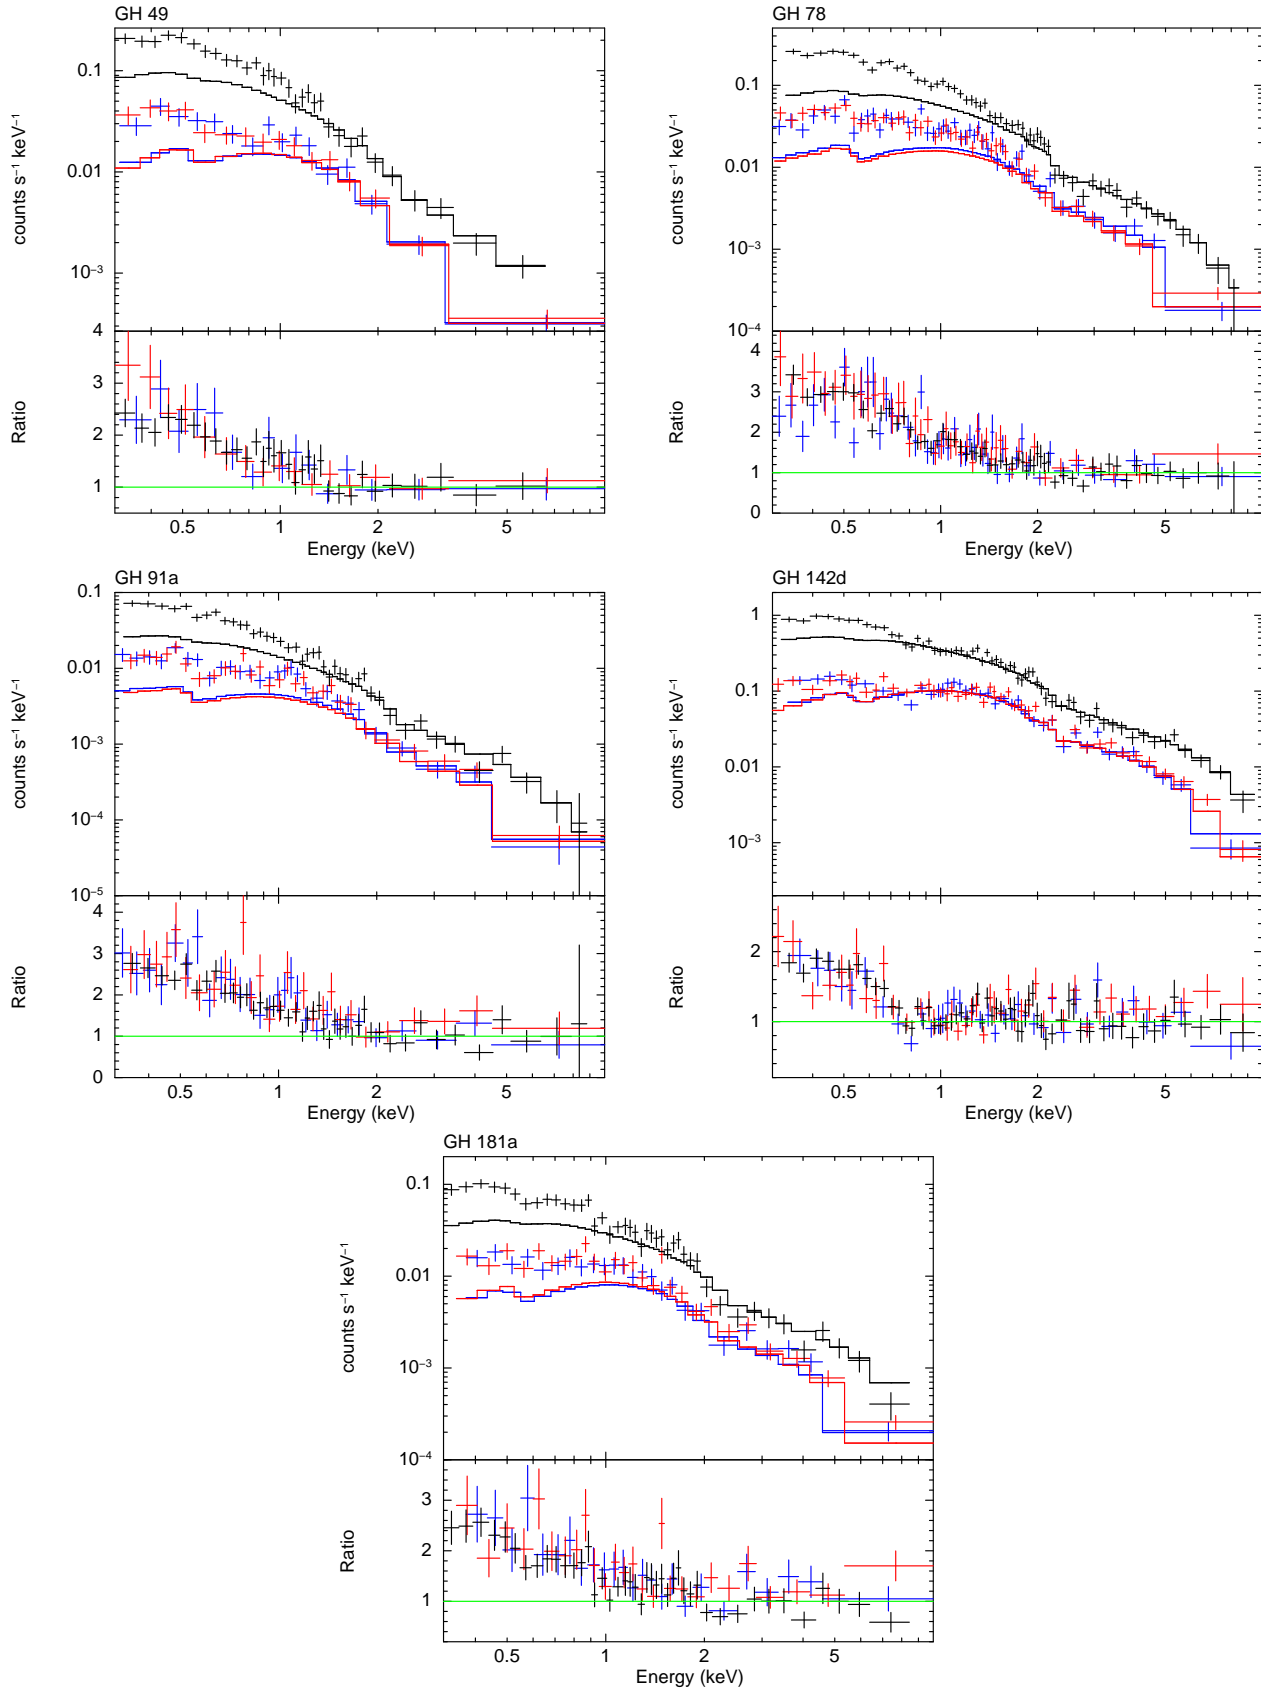 GH 49
0.1
0.01
10⁻³
counts s⁻¹ keV⁻¹
4
3
2
1
Ratio
0.5
1
2
5
Energy (keV)
GH 78
0.1
0.01
10⁻³
10⁻⁴
counts s⁻¹ keV⁻¹
4
3
2
1
0
Ratio
0.5
1
2
5
Energy (keV)
GH 91a
0.1
0.01
10⁻³
10⁻⁴
10⁻⁵
counts s⁻¹ keV⁻¹
4
3
2
1
0
Ratio
0.5
1
2
5
Energy (keV)
GH 142d
1
0.1
0.01
10⁻³
counts s⁻¹ keV⁻¹
2
1
Ratio
0.5
1
2
5
Energy (keV)
GH 181a
0.1
0.01
10⁻³
10⁻⁴
counts s⁻¹ keV⁻¹
3
2
1
Ratio
0.5
1
2
5
Energy (keV)